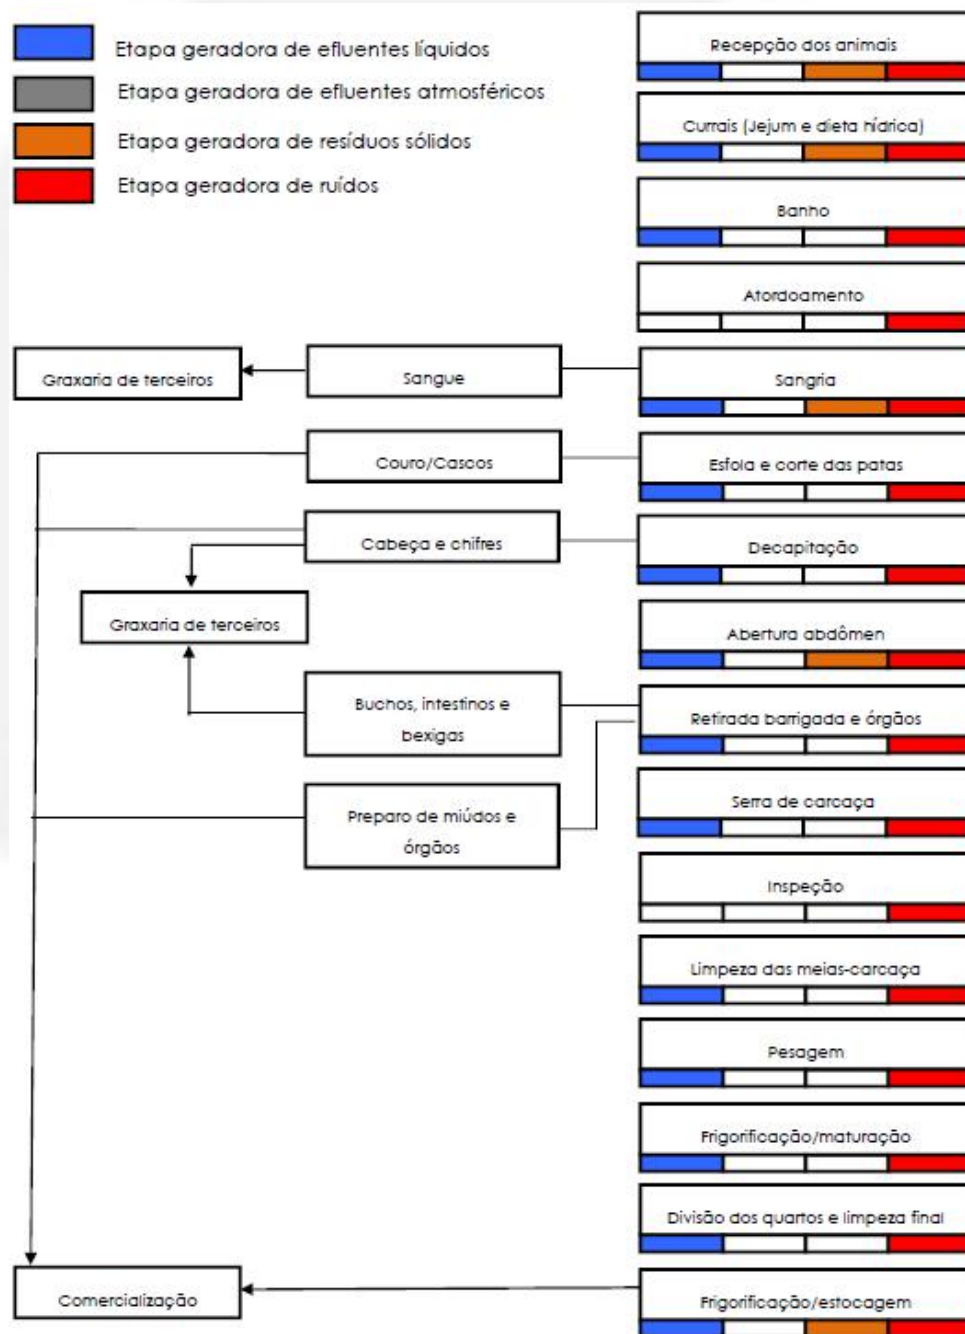 Etapa geradora de efluentes líquidos
Etapa geradora de efluentes atmosféricos
Etapa geradora de resíduos sólidos
Etapa geradora de ruídos
Recepção dos animais
Currais (Jejum e dieta hídrica)
Banho
Atordoamento
Graxaria de terceiros
Sangue
Sangria
Couro/Cascos
Esfola e corte das patas
Cabeça e chifres
Decapitação
Graxaria de terceiros
Abertura abdômen
Buchos, intestinos e
bexigas
Retirada barrigada e órgãos
Preparo de miúdos e
órgãos
Serra de carcaça
Inspeção
Limpeza das meias-carcaça
Pesagem
Frigorificação/maturação
Divisão dos quartos e limpeza final
Comercialização
Frigorificação/estocagem